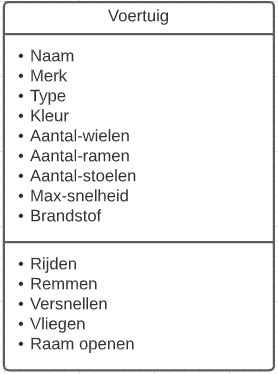 Voertuig
• Naam
• Merk
• Type
• Kleur
• Aantal-wielen
• Aantal-ramen
• Aantal-stoelen
• Max-snelheid
• Brandstof
• Rijden
• Remmen
• Versnellen
• Vliegen
• Raam openen